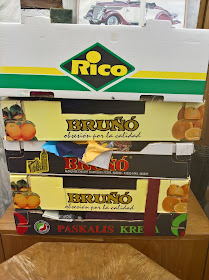 Rico
BRUÑÓ
obsesión por la calidad
BRUÑÓ
BRUÑÓ
obsesión por la calidad
PASKALIS KRE